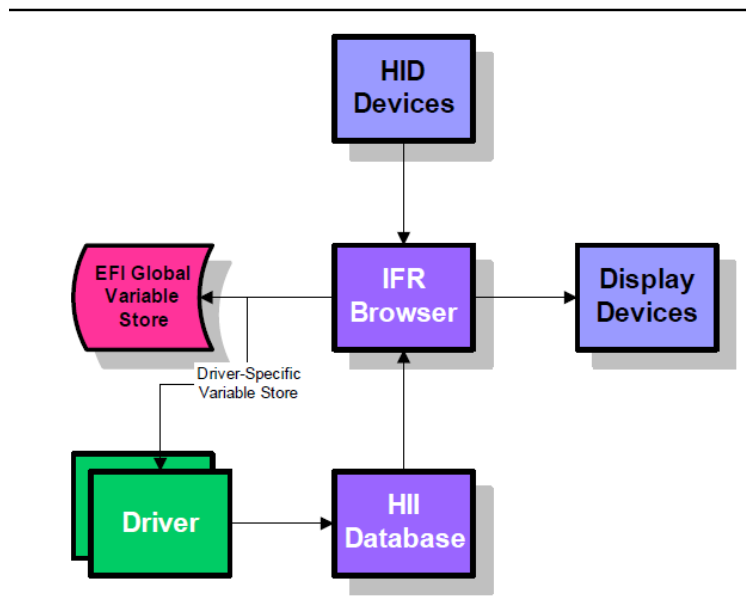 HID
Devices
EFI Global
Variable
Store
IFR
Browser
Display
Devices
Driver-Specific
Variable Store
Driver
HII
Database